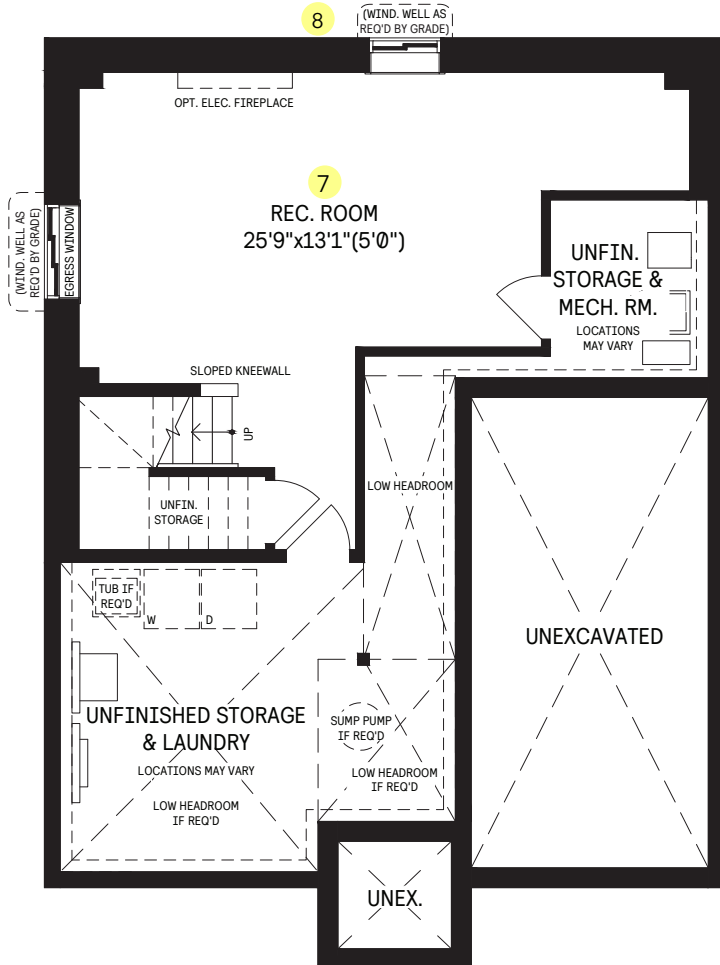 8
(WIND. WELL AS
REQ'D BY GRADE)
OPT. ELEC. FIREPLACE
7
REC. ROOM
25'9"x13'1"(5'0")
(WIND. WELL AS
REQ'D BY GRADE)
EGRESS WINDOW
UNFIN.
STORAGE &
MECH. RM.
LOCATIONS
MAY VARY
SLOPED KNEEWALL
UP
UNFIN.
STORAGE
LOW HEADROOM
TUB IF
REQ'D
W
D
UNEXCAVATED
UNFINISHED STORAGE
& LAUNDRY
LOCATIONS MAY VARY
LOW HEADROOM
IF REQ'D
SUMP PUMP
IF REQ'D
LOW HEADROOM
IF REQ'D
UNEX.